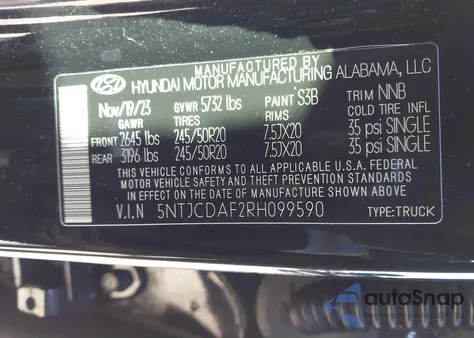 MANUFACTURED BY
HYUNDAI MOTOR MANUFACTURING ALABAMA, LLC
Nov/19/23 GVWR 5732 lbs PAINT S3B TRIM NNB
GAWR TIRES RIMS COLD TIRE INFL
FRONT 2645 lbs 245/50R20 7.5JX20 35 psi SINGLE
REAR 3196 lbs 245/50R20 7.5JX20 35 psi SINGLE
THIS VEHICLE CONFORMS TO ALL APPLICABLE U.S.A FEDERAL
MOTOR VEHICLE SAFETY AND THEFT PREVENTION STANDARDS
IN EFFECT ON THE DATE OF MANUFACTURE SHOWN ABOVE
V.I.N 5NTJCDAF2RH099590 TYPE:TRUCK
autoSnap